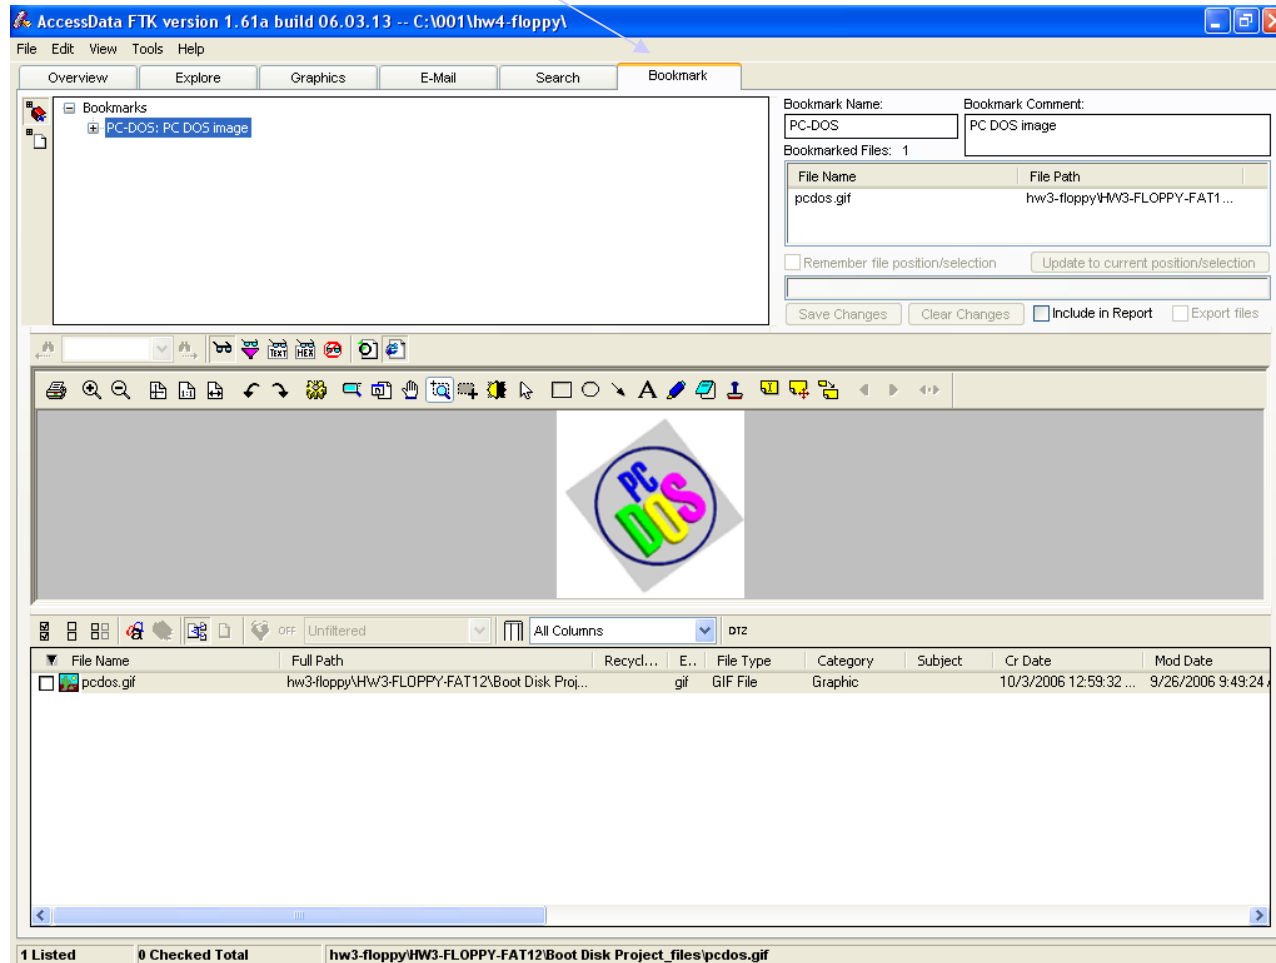 AccessData FTK version 1.61a build 06.03.13 -- C:\001\hw4-floppy\
File Edit View Tools Help
Overview Explore Graphics E-Mail Search Bookmark
Bookmarks
PC-DOS: PC DOS image
Bookmark Name: Bookmark Comment:
PC-DOS PC DOS image
Bookmarked Files: 1
File Name File Path
pcdos.gif hw3-floppy\HW3-FLOPPY-FAT1...
Remember file position/selection Update to current position/selection
Save Changes Clear Changes Include in Report Export files
TEXT HEX
A
PC
DOS
OFF Unfiltered All Columns DTZ
File Name Full Path Recycl... E.. File Type Category Subject Cr Date Mod Date
pcdos.gif hw3-floppy\HW3-FLOPPY-FAT12\Boot Disk Proj... gif GIF File Graphic 10/3/2006 12:59:32 ... 9/26/2006 9:49:24
1 Listed 0 Checked Total hw3-floppy\HW3-FLOPPY-FAT12\Boot Disk Project_files\pcdos.gif